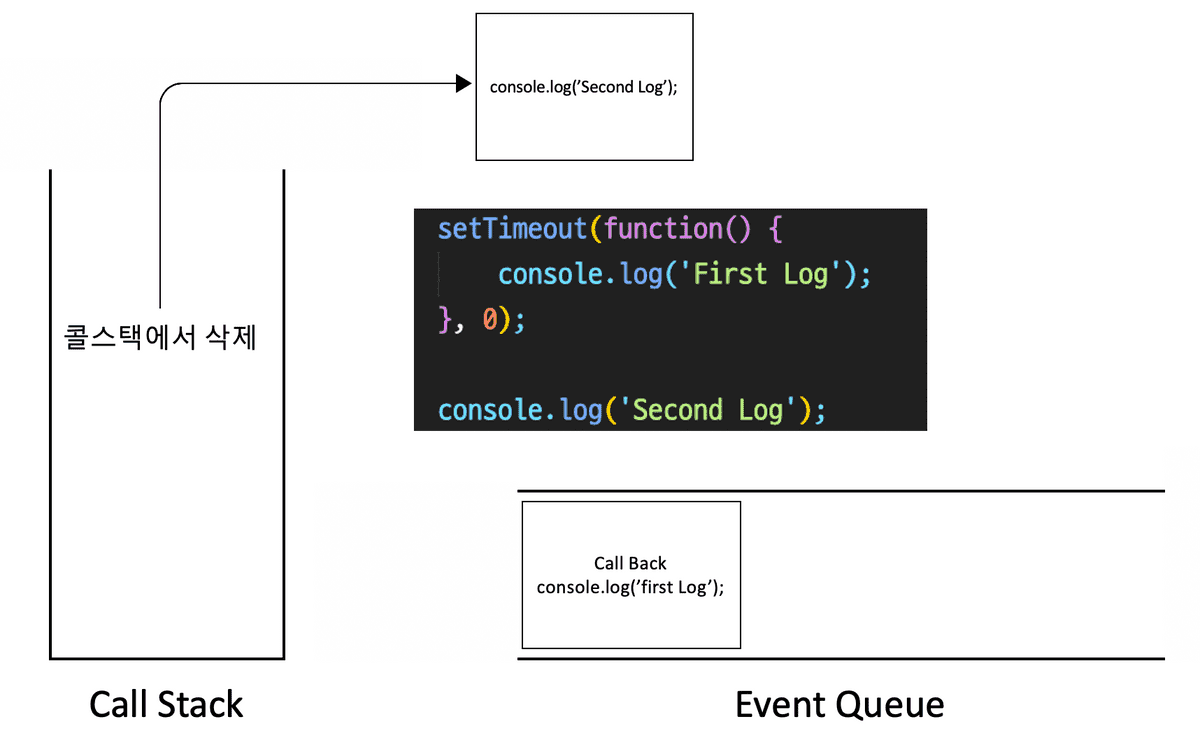 console.log(’Second Log’);
setTimeout(function() {
    console.log('First Log');
}, 0);
console.log('Second Log');
콜스택에서 삭제
Call Back
console.log(’first Log’);
Call Stack
Event Queue